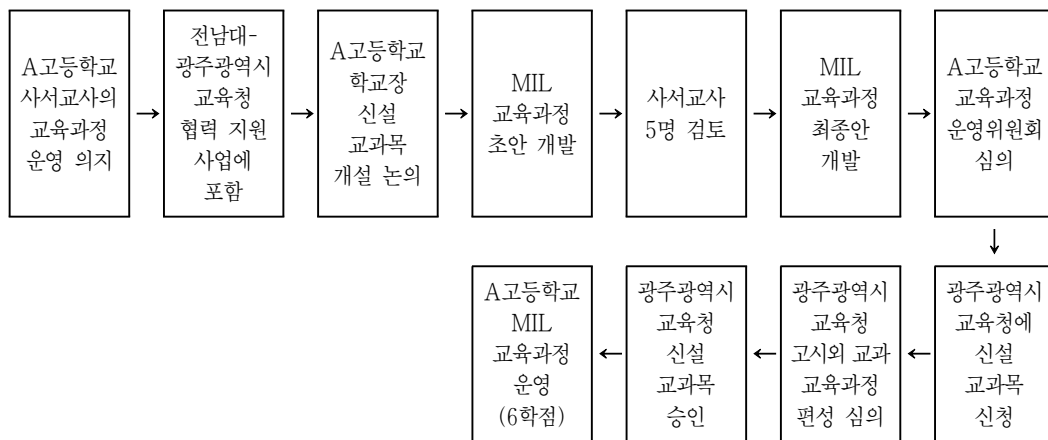 A고등학교
사서교사의
교육과정
운영 의지
→
전남대-
광주광역시
교육청
협력 지원
사업에
포함
→
A고등학교
학교장
신설
교과목
개설 논의
→
MIL
교육과정
초안 개발
→
사서교사
5명 검토
→
MIL
교육과정
최종안
개발
→
A고등학교
교육과정
운영위원회
심의
↓
광주광역시
교육청에
신설
교과목
신청
←
광주광역시
교육청
고시외 교과
교육과정
편성 심의
←
광주광역시
교육청
신설
교과목
승인
←
A고등학교
MIL
교육과정
운영
(6학점)